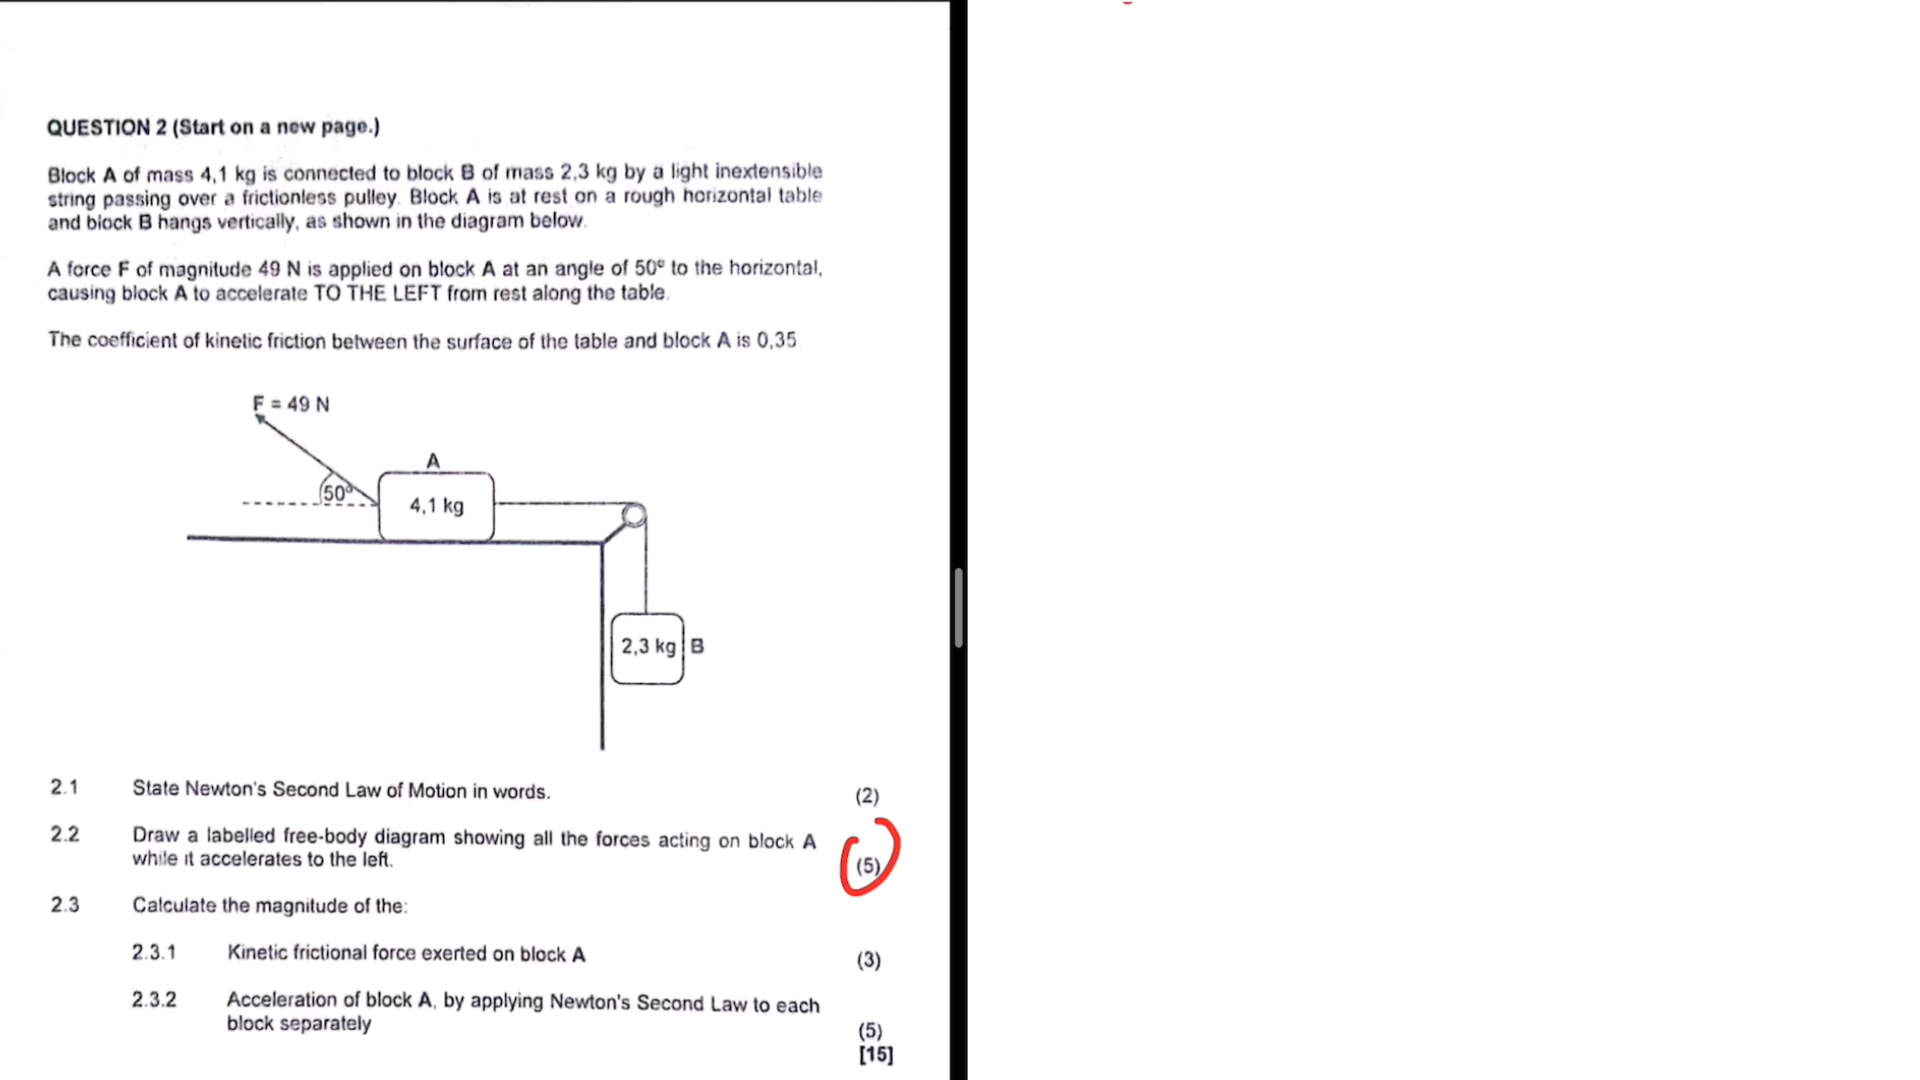 QUESTION 2 (Start on a new page.)
Block A of mass 4,1 kg is connected to block B of mass 2,3 kg by a light inextensible
string passing over a frictionless pulley. Block A is at rest on a rough horizontal table
and block B hangs vertically, as shown in the diagram below.
A force F of magnitude 49 N is applied on block A at an angle of 50° to the horizontal,
causing block A to accelerate TO THE LEFT from rest along the table.
The coefficient of kinetic friction between the surface of the table and block A is 0,35
F = 49 N
A
50°
4,1 kg
2,3 kg B
2.1 State Newton's Second Law of Motion in words. (2)
2.2 Draw a labelled free-body diagram showing all the forces acting on block A
while it accelerates to the left. (5)
2.3 Calculate the magnitude of the:
2.3.1 Kinetic frictional force exerted on block A (3)
2.3.2 Acceleration of block A, by applying Newton's Second Law to each
block separately (5)
[15]